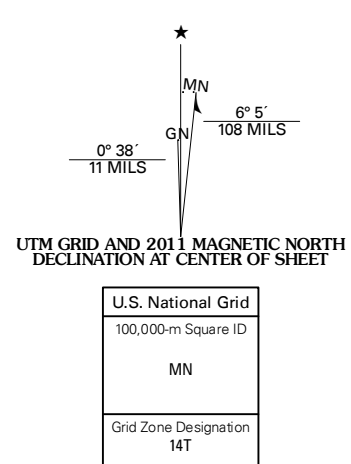 ★
MN
GN
6° 5´
108 MILS
0° 38´
11 MILS
UTM GRID AND 2011 MAGNETIC NORTH
DECLINATION AT CENTER OF SHEET
U.S. National Grid
100,000-m Square ID
MN
Grid Zone Designation
14T